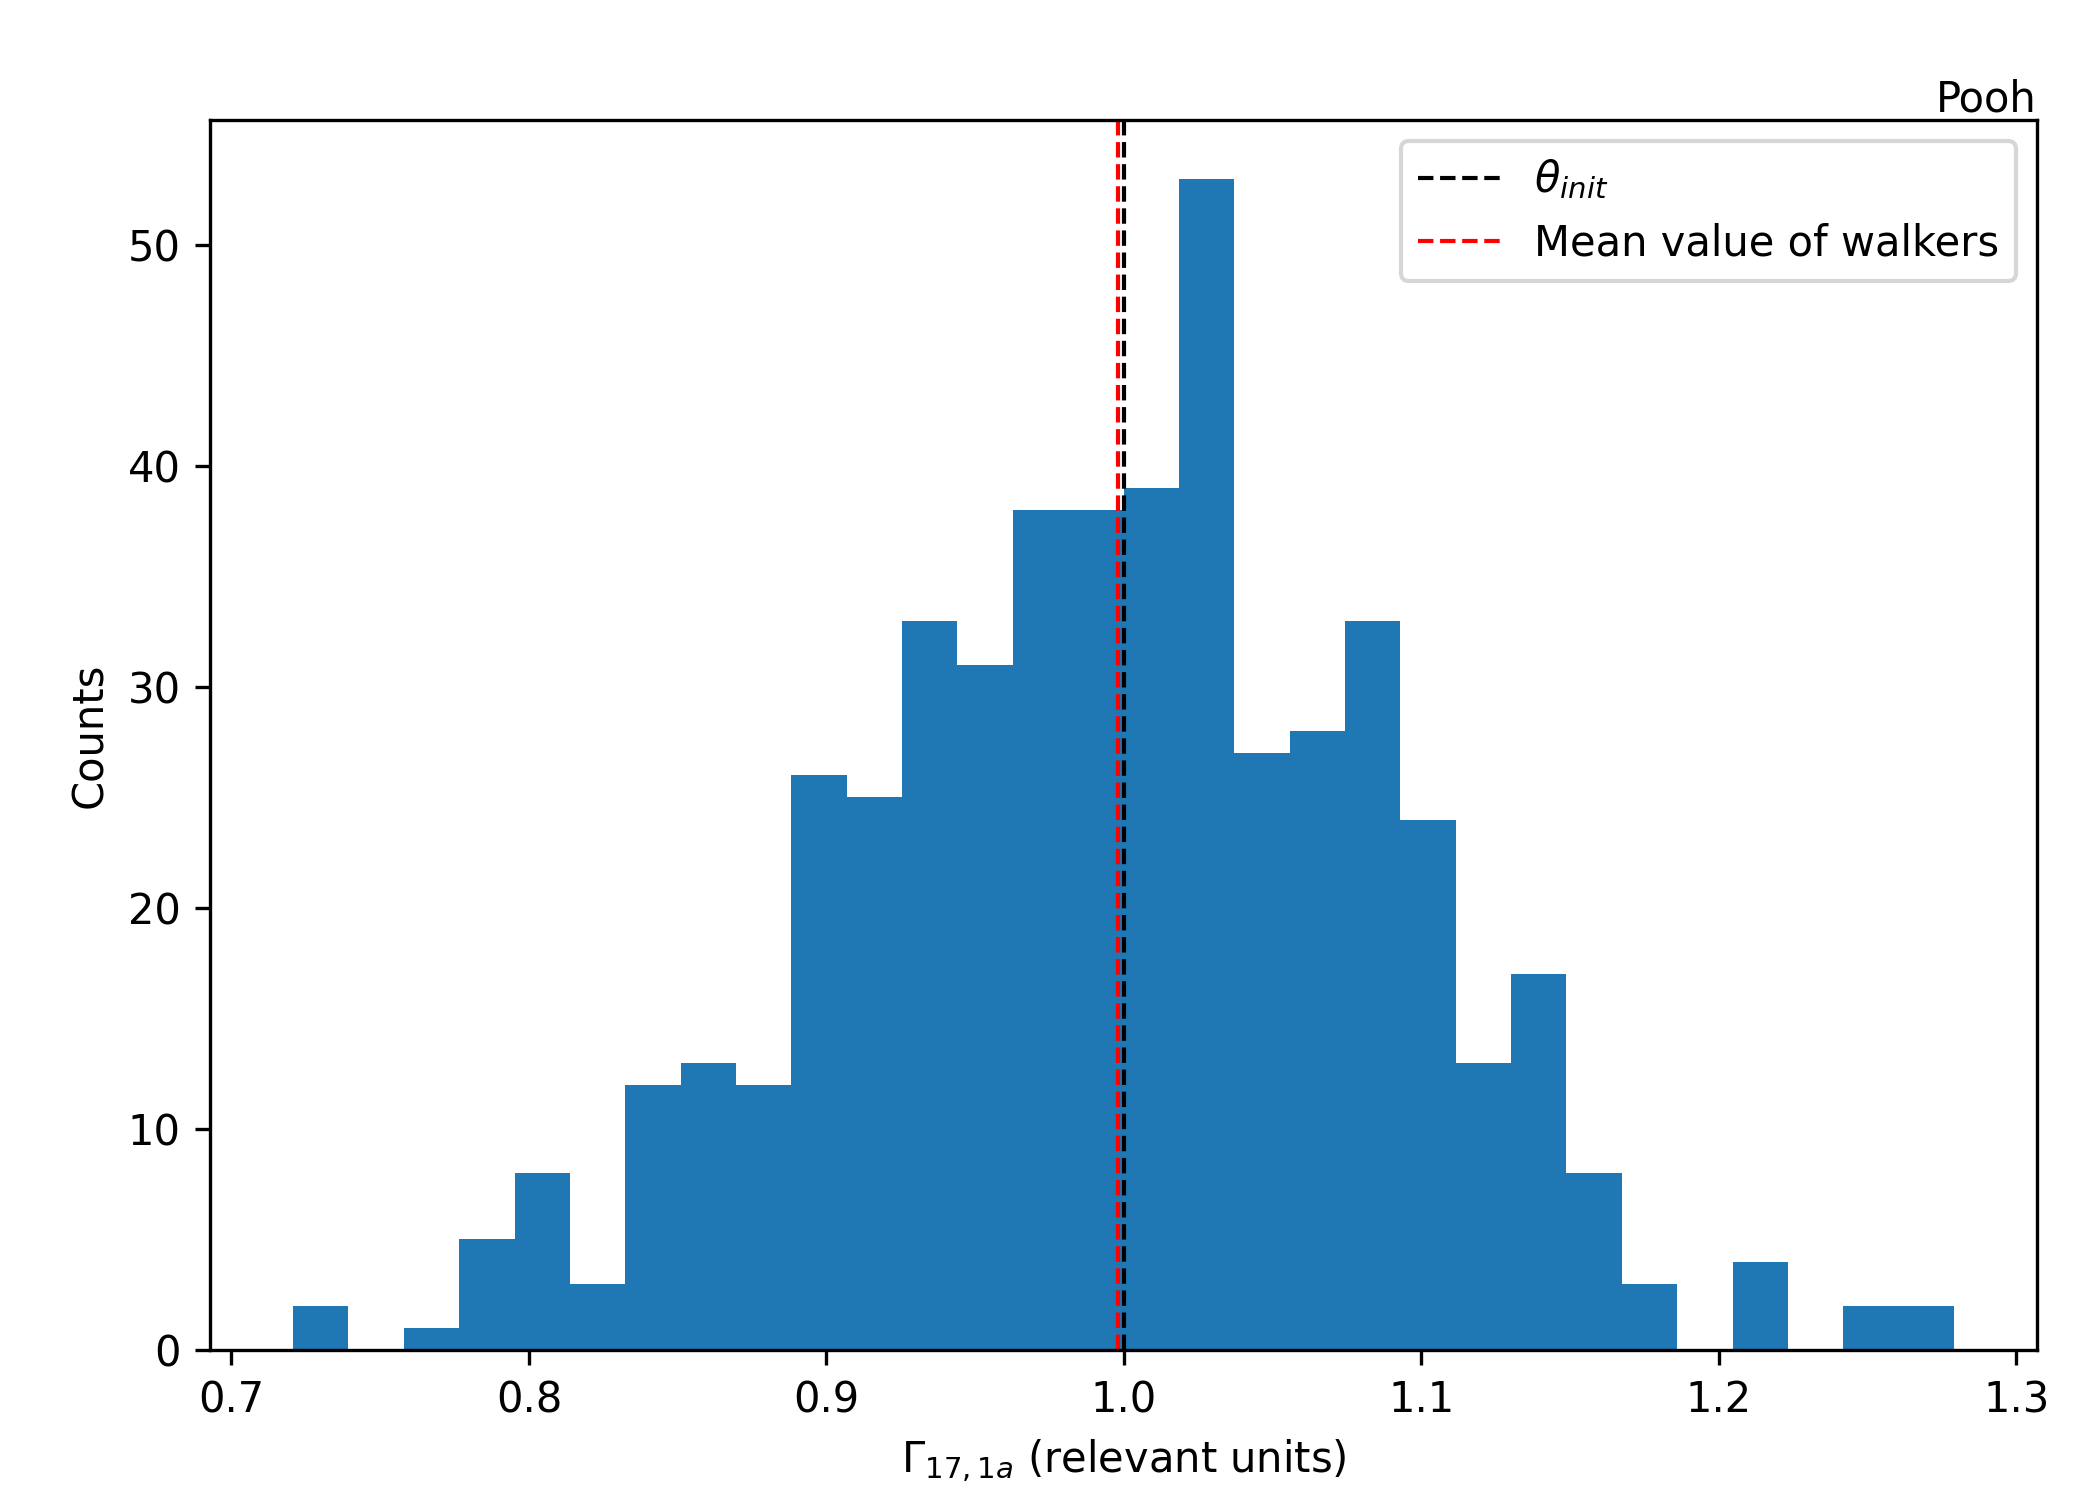 Pooh
θinit
Mean value of walkers
50
40
30
20
10
0
Counts
0.7 0.8 0.9 1.0 1.1 1.2 1.3
Γ17,1a (relevant units)